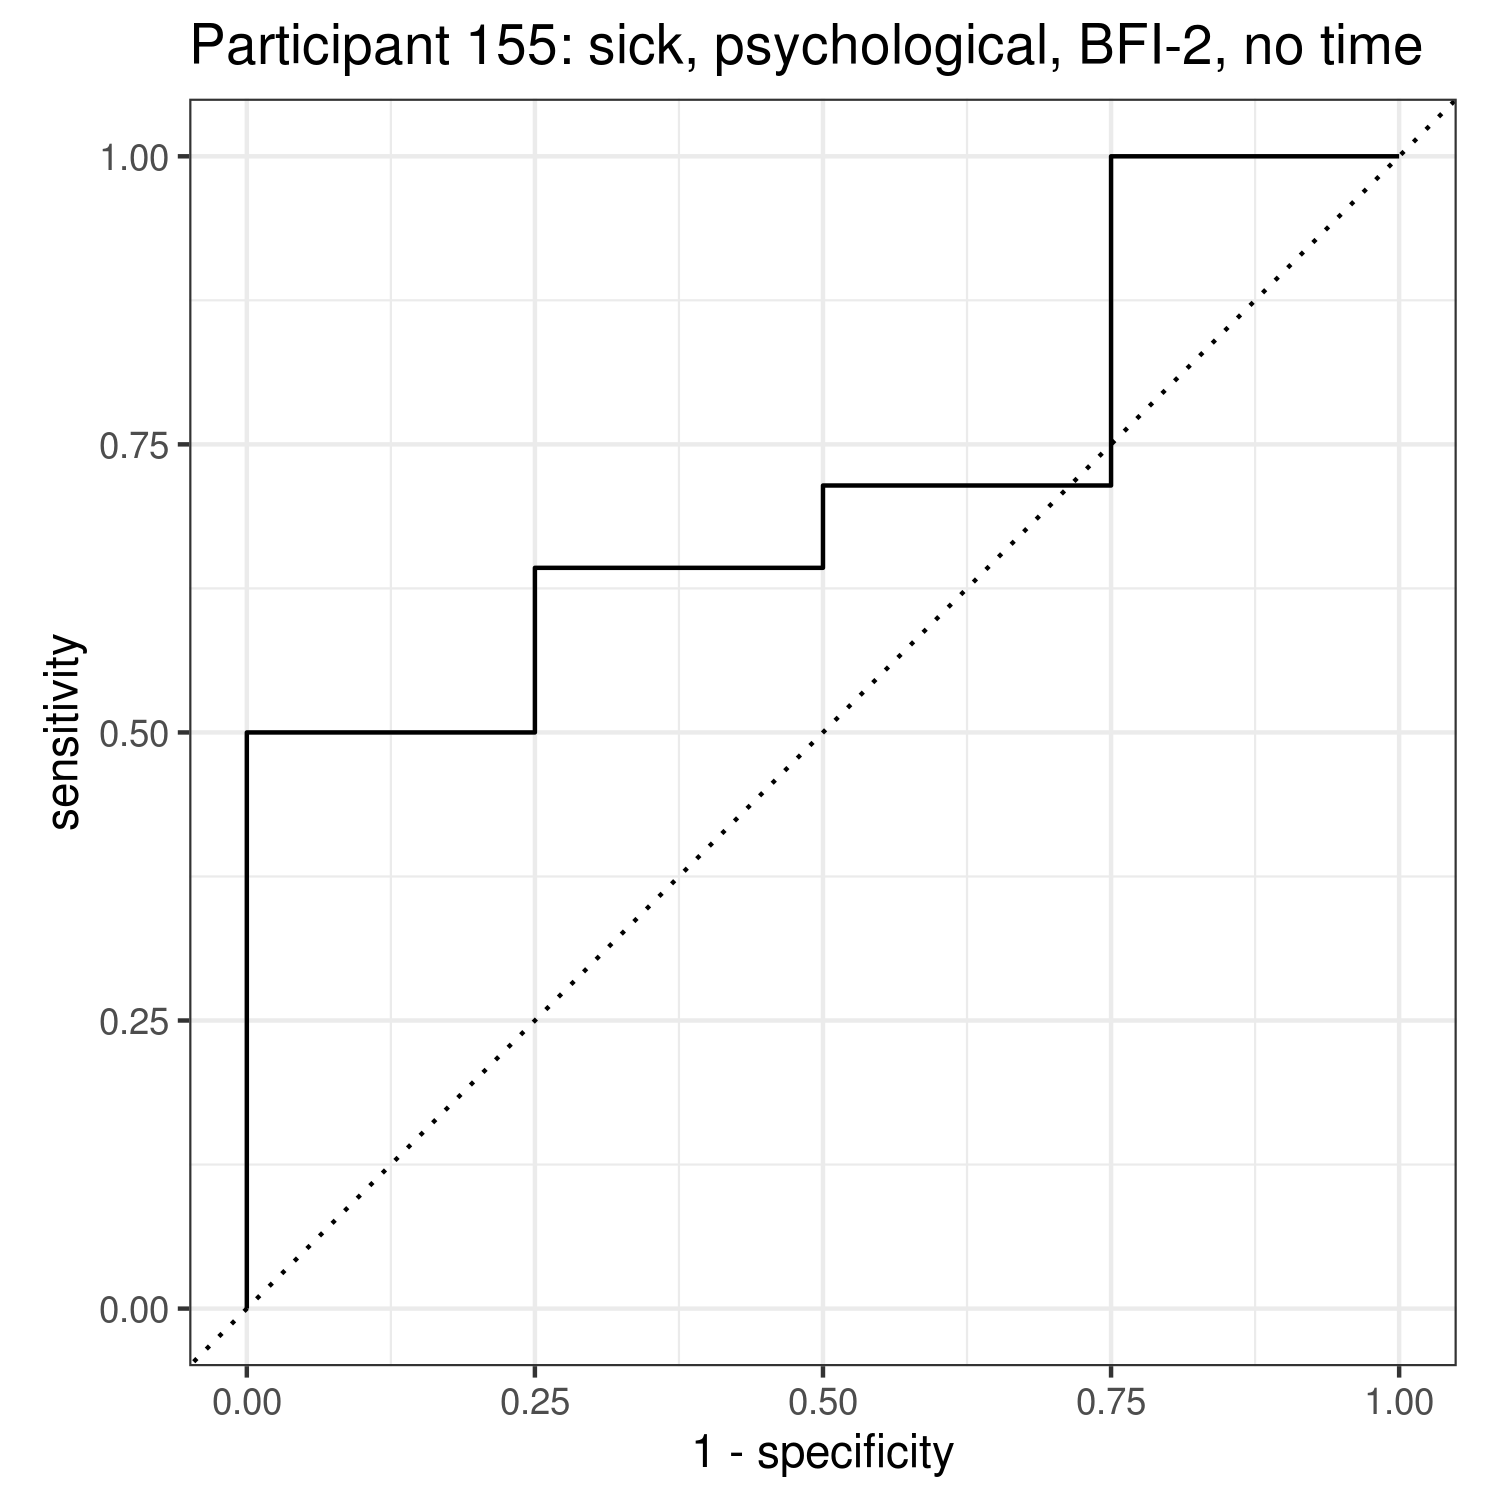 Participant 155: sick, psychological, BFI-2, no time
1.00
0.75
0.50
0.25
0.00
sensitivity
0.00 0.25 0.50 0.75 1.00
1 - specificity